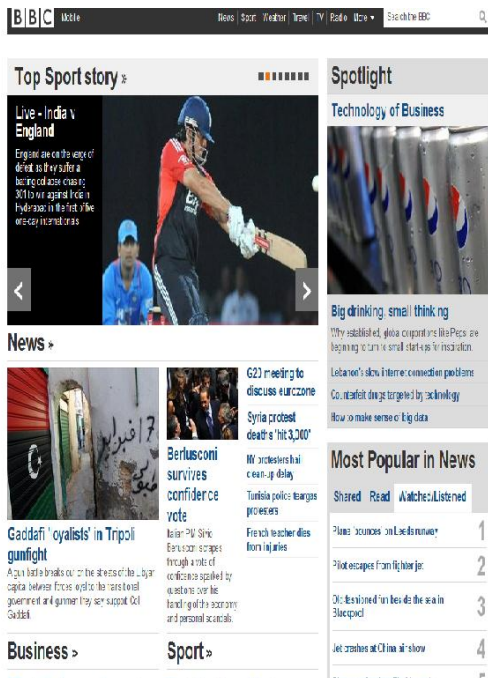 BBC Mobile News Sport Weather Travel TV Radio More Search the BBC
Top Sport story »
Live - India v
England
England are on the verge of
defeat as they suffer a
batting collapse chasing
301 to win against India in
Hyderabad in the first of five
one-day internationals
News »
Gaddafi 'loyalists' in Tripoli
gunfight
A gun battle breaks out on the streets of the Libyan
capital between forces loyal to the transitional
government and gunmen they say support Col
Gaddafi.
Berlusconi
survives
confidence
vote
Italian PM Silvio
Berlusconi scrapes
through a vote of
confidence sparked by
questions over his
handling of the economy
and personal scandals.
G20 meeting to
discuss eurozone
Syria protest
deaths 'hit 3,000'
NY protesters hail
clean-up delay
Tunisia police teargas
protesters
French teacher dies
from injuries
Business »
Sport »
Spotlight
Technology of Business
Big drinking, small thinking
Why established, global corporations like Pepsi are
beginning to turn to small start-ups for inspiration.
Lebanon's slow internet connection problems
Counterfeit drugs targeted by technology
How to make sense of big data
Most Popular in News
Shared Read Watched/Listened
Plane 'bounces' on Leeds runway 1
Pilot escapes from fighter jet 2
Old-fashioned fun beside the sea in
Blackpool 3
Jet crashes at China air show 4
5